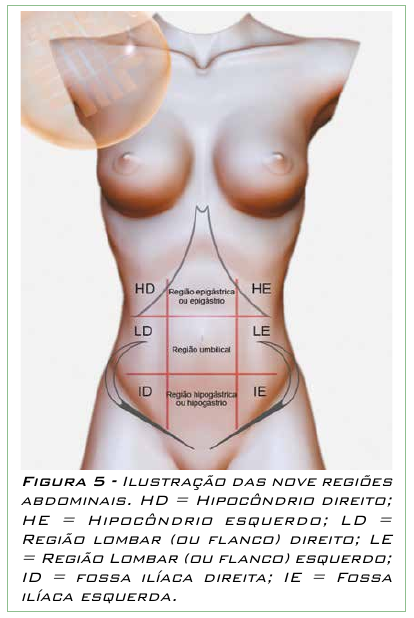 HD
Região epigástrica
ou epigástrio
HE
LD
Região umbilical
LE
ID
Região hipogástrica
ou hipogástrio
IE
FIGURA 5 - ILUSTRAÇÃO DAS NOVE REGIÕES
ABDOMINAIS. HD = HIPOCÔNDRIO DIREITO;
HE = HIPOCÔNDRIO ESQUERDO; LD =
REGIÃO LOMBAR (OU FLANCO) DIREITO; LE
= REGIÃO LOMBAR (OU FLANCO) ESQUERDO;
ID = FOSSA ILÍACA DIREITA; IE = FOSSA
ILÍACA ESQUERDA.